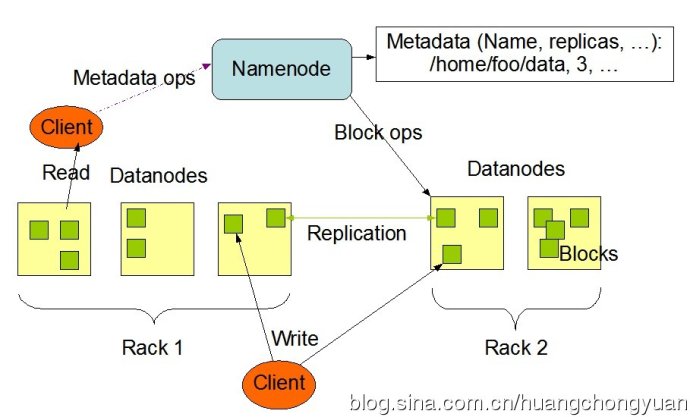 Metadata (Name, replicas, …):
/home/foo/data, 3, …
Namenode
Metadata ops
Client
Block ops
Read
Datanodes
Datanodes
Replication
Blocks
Rack 1
Write
Rack 2
Client
blog.sina.com.cn/huangchongyuan